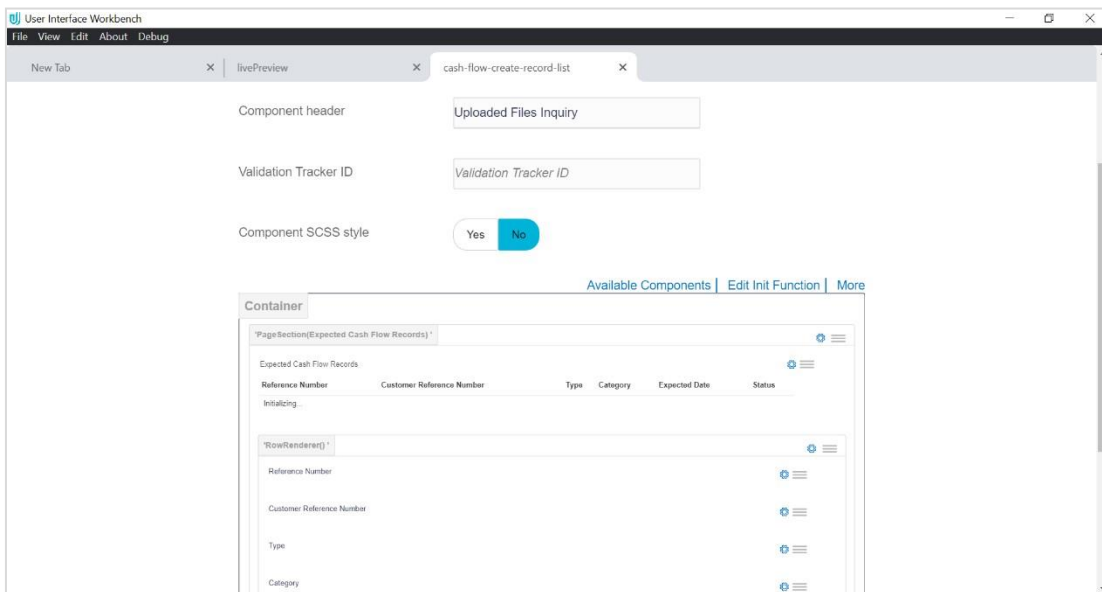 User Interface Workbench
File View Edit About Debug
New Tab livePreview cash-flow-create-record-list
Component header Uploaded Files Inquiry
Validation Tracker ID Validation Tracker ID
Component SCSS style Yes No
Available Components | Edit Init Function | More
Container
'PageSection(Expected Cash Flow Records) '
Expected Cash Flow Records
Reference Number Customer Reference Number Type Category Expected Date Status
Initializing...
'RowRenderer() '
Reference Number
Customer Reference Number
Type
Category